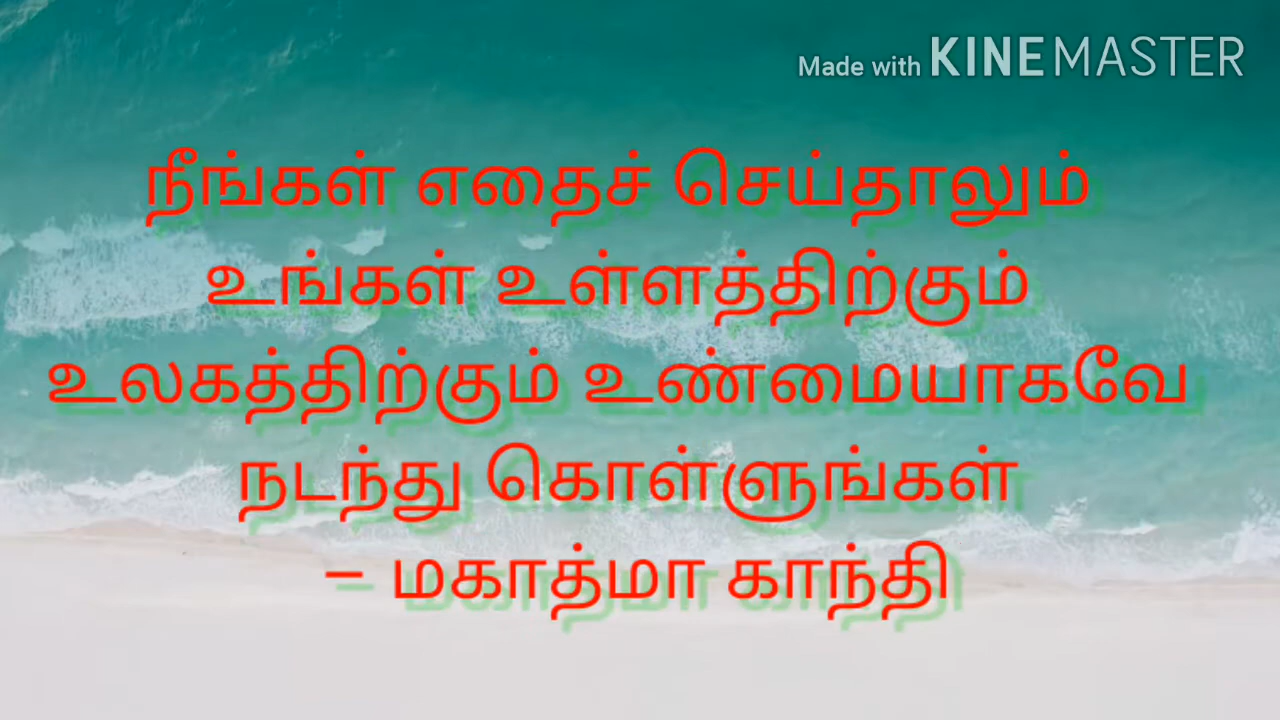 Made with KINEMASTER
நீங்கள் எதைச் செய்தாலும்
உங்கள் உள்ளத்திற்கும்
உலகத்திற்கும் உண்மையாகவே
நடந்து கொள்ளுங்கள்
– மகாத்மா காந்தி